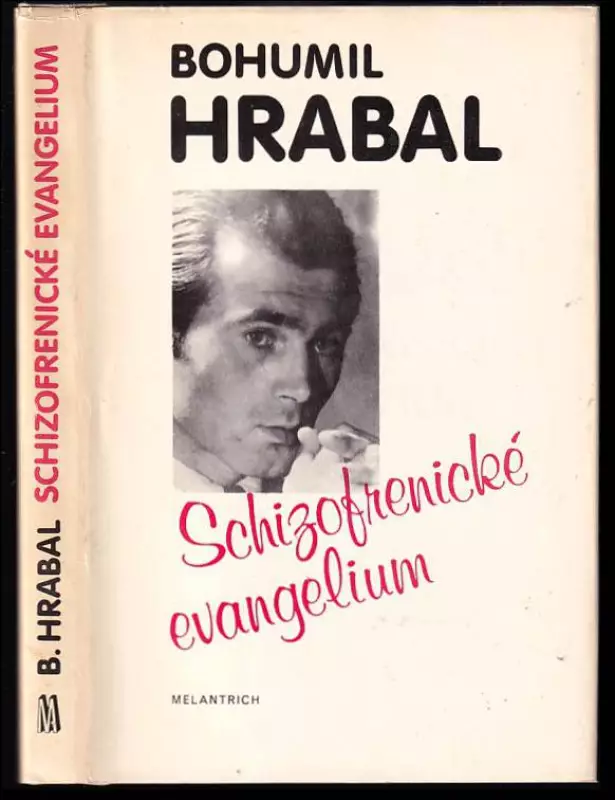 BOHUMIL
HRABAL
Schizofrenické
evangelium
MELANTRICH
B. HRABAL SCHIZOFRENICKÉ EVANGELIUM
M